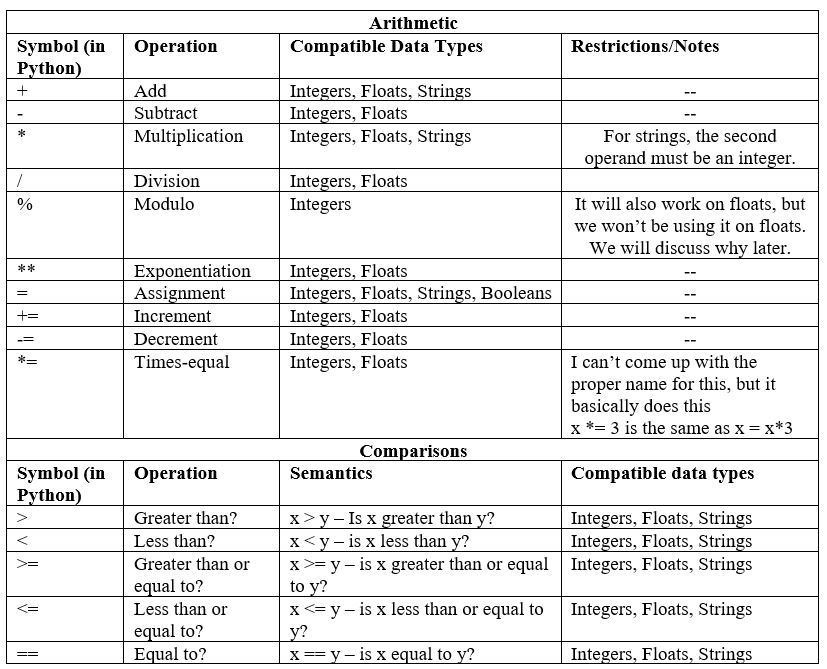 Arithmetic
Symbol (in Python) Operation Compatible Data Types Restrictions/Notes
+ Add Integers, Floats, Strings --
- Subtract Integers, Floats --
* Multiplication Integers, Floats, Strings For strings, the second
operand must be an integer.
/ Division Integers, Floats
% Modulo Integers It will also work on floats, but
we won’t be using it on floats.
We will discuss why later.
** Exponentiation Integers, Floats --
= Assignment Integers, Floats, Strings, Booleans --
+= Increment Integers, Floats --
-= Decrement Integers, Floats --
*= Times-equal Integers, Floats I can’t come up with the
proper name for this, but it
basically does this
x *= 3 is the same as x = x*3
Comparisons
Symbol (in Python) Operation Semantics Compatible data types
> Greater than? x > y – Is x greater than y? Integers, Floats, Strings
< Less than? x < y – is x less than y? Integers, Floats, Strings
>= Greater than or equal to? x >= y – is x greater than or equal to y? Integers, Floats, Strings
<= Less than or equal to? x <= y – is x less than or equal to y? Integers, Floats, Strings
== Equal to? x == y – is x equal to y? Integers, Floats, Strings